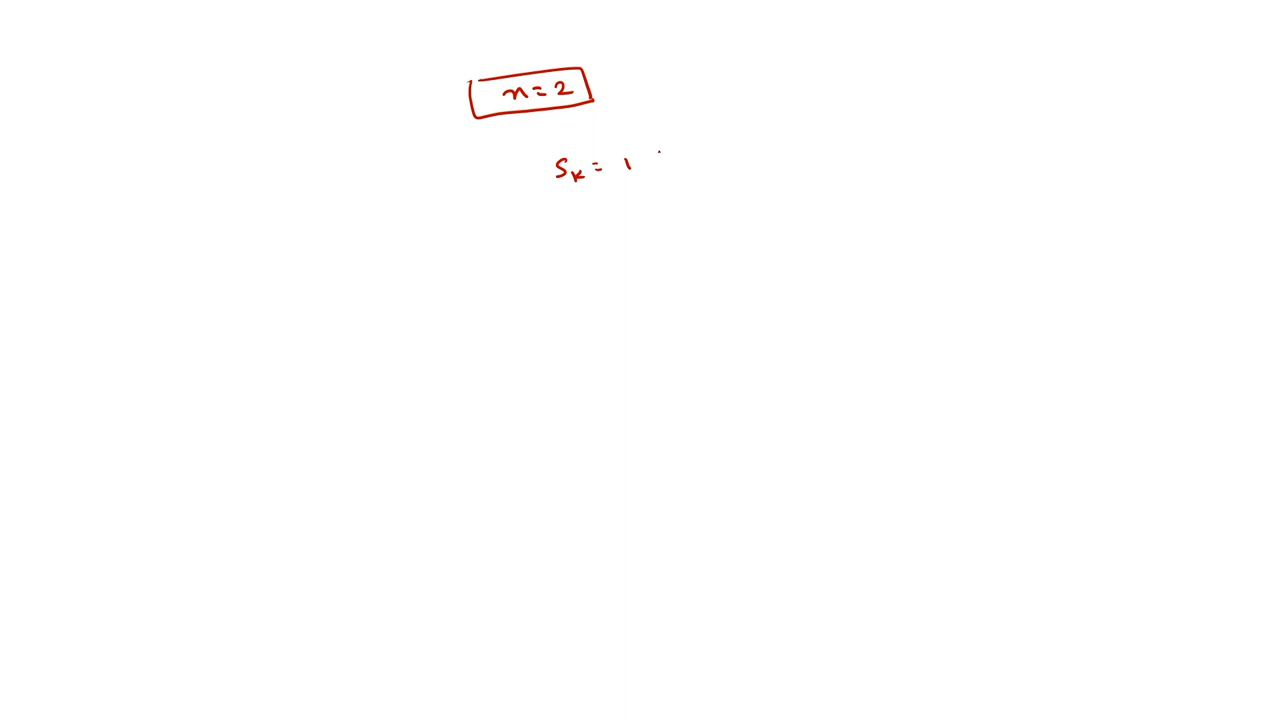 n=2
S_k = 1